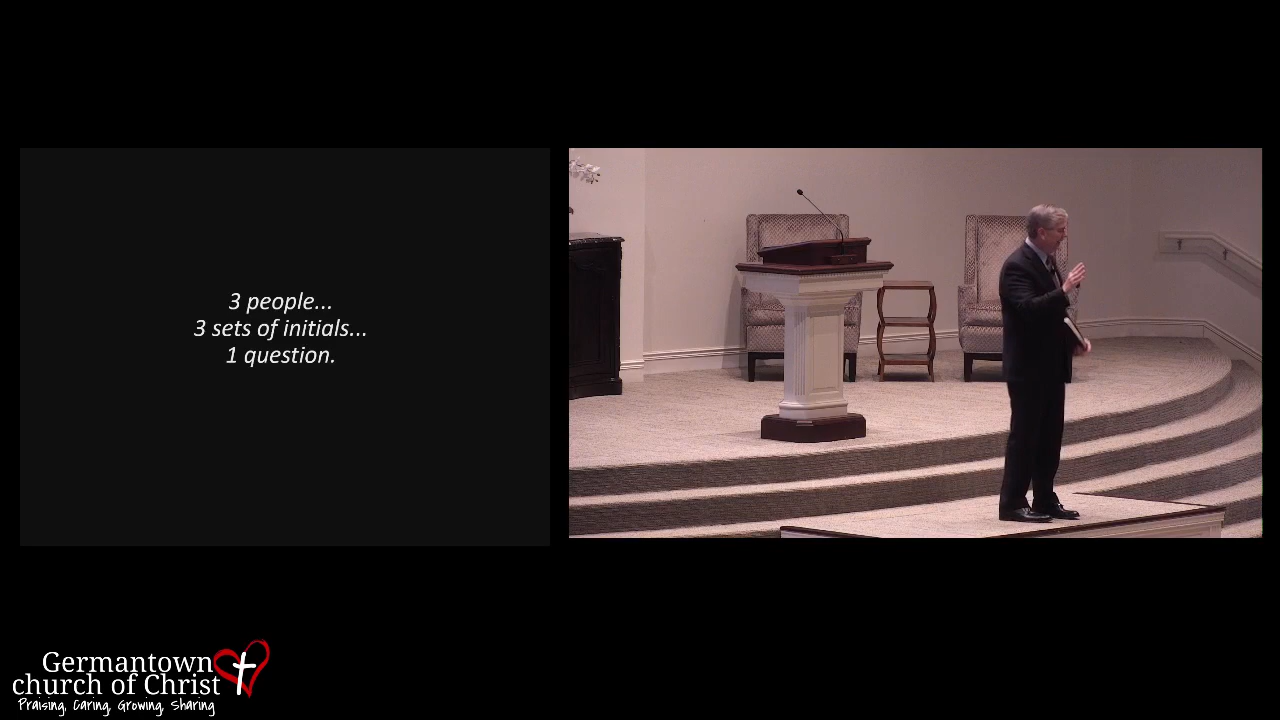 3 people...
3 sets of initials...
1 question.
Germantown
church of Christ
Praising, Caring, Growing, Sharing